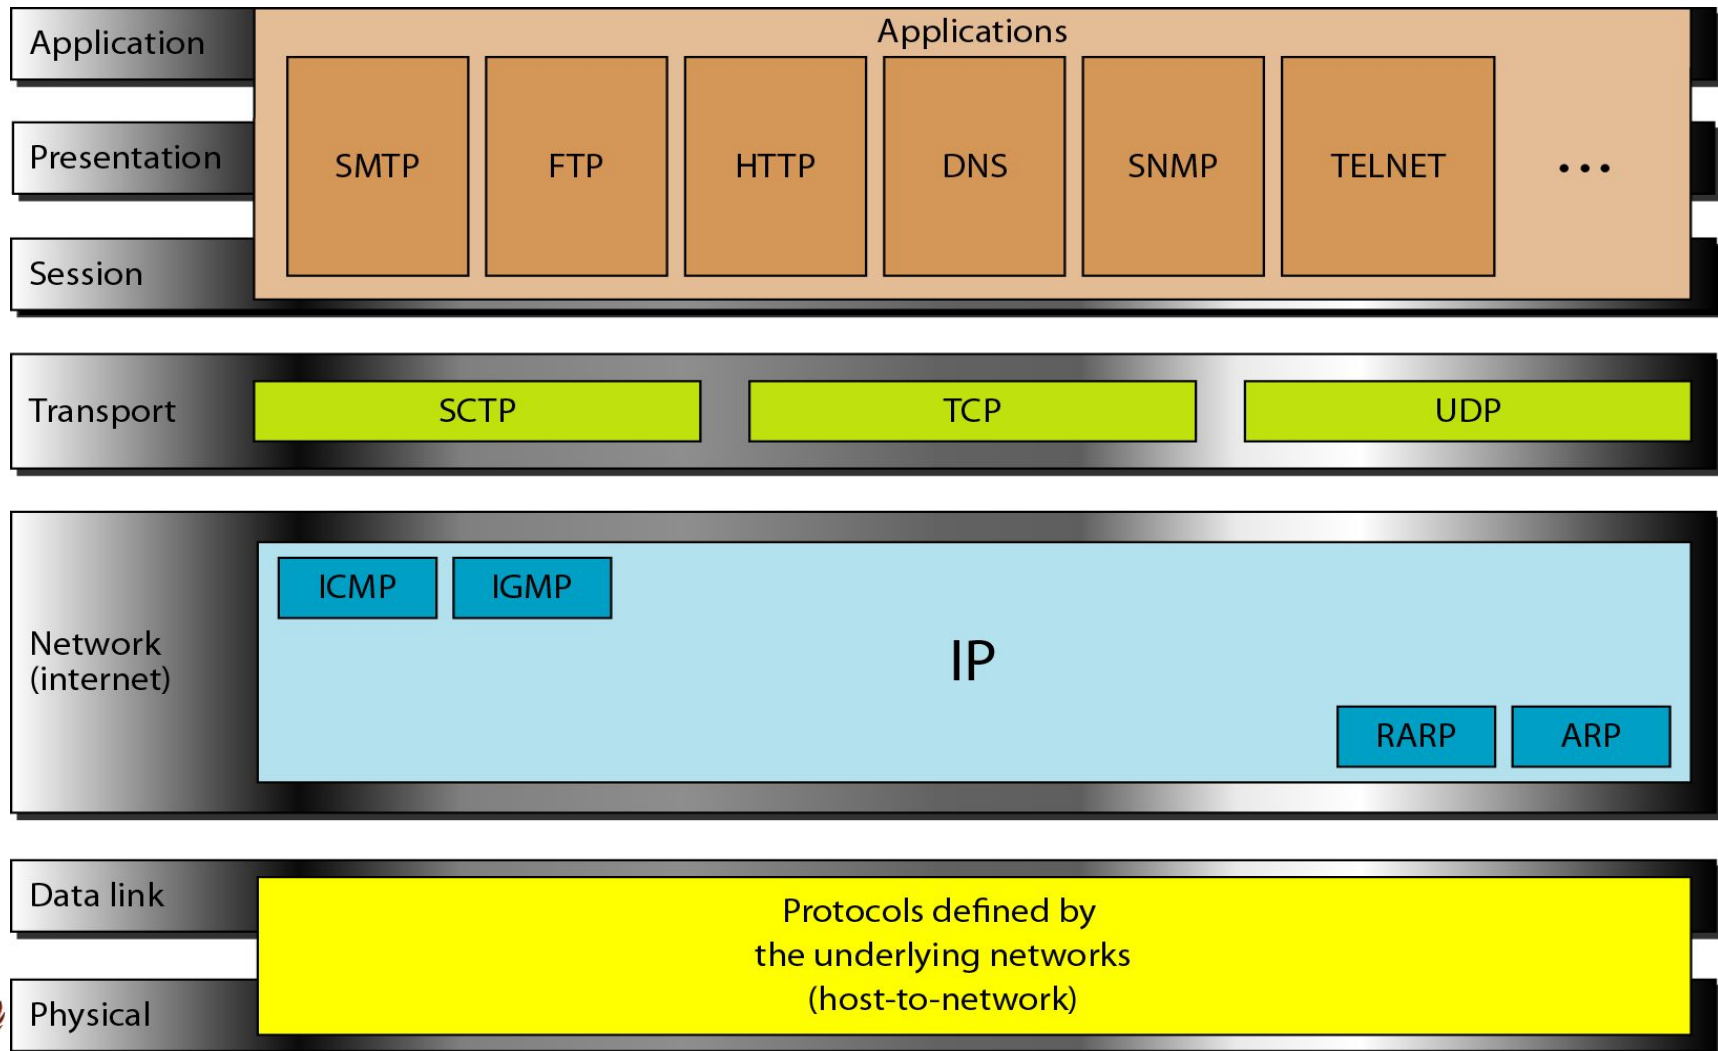 Application
Applications
Presentation
SMTP
FTP
HTTP
DNS
SNMP
TELNET
...
Session
Transport
SCTP
TCP
UDP
Network
(internet)
ICMP
IGMP
IP
RARP
ARP
Data link
Physical
Protocols defined by
the underlying networks
(host-to-network)